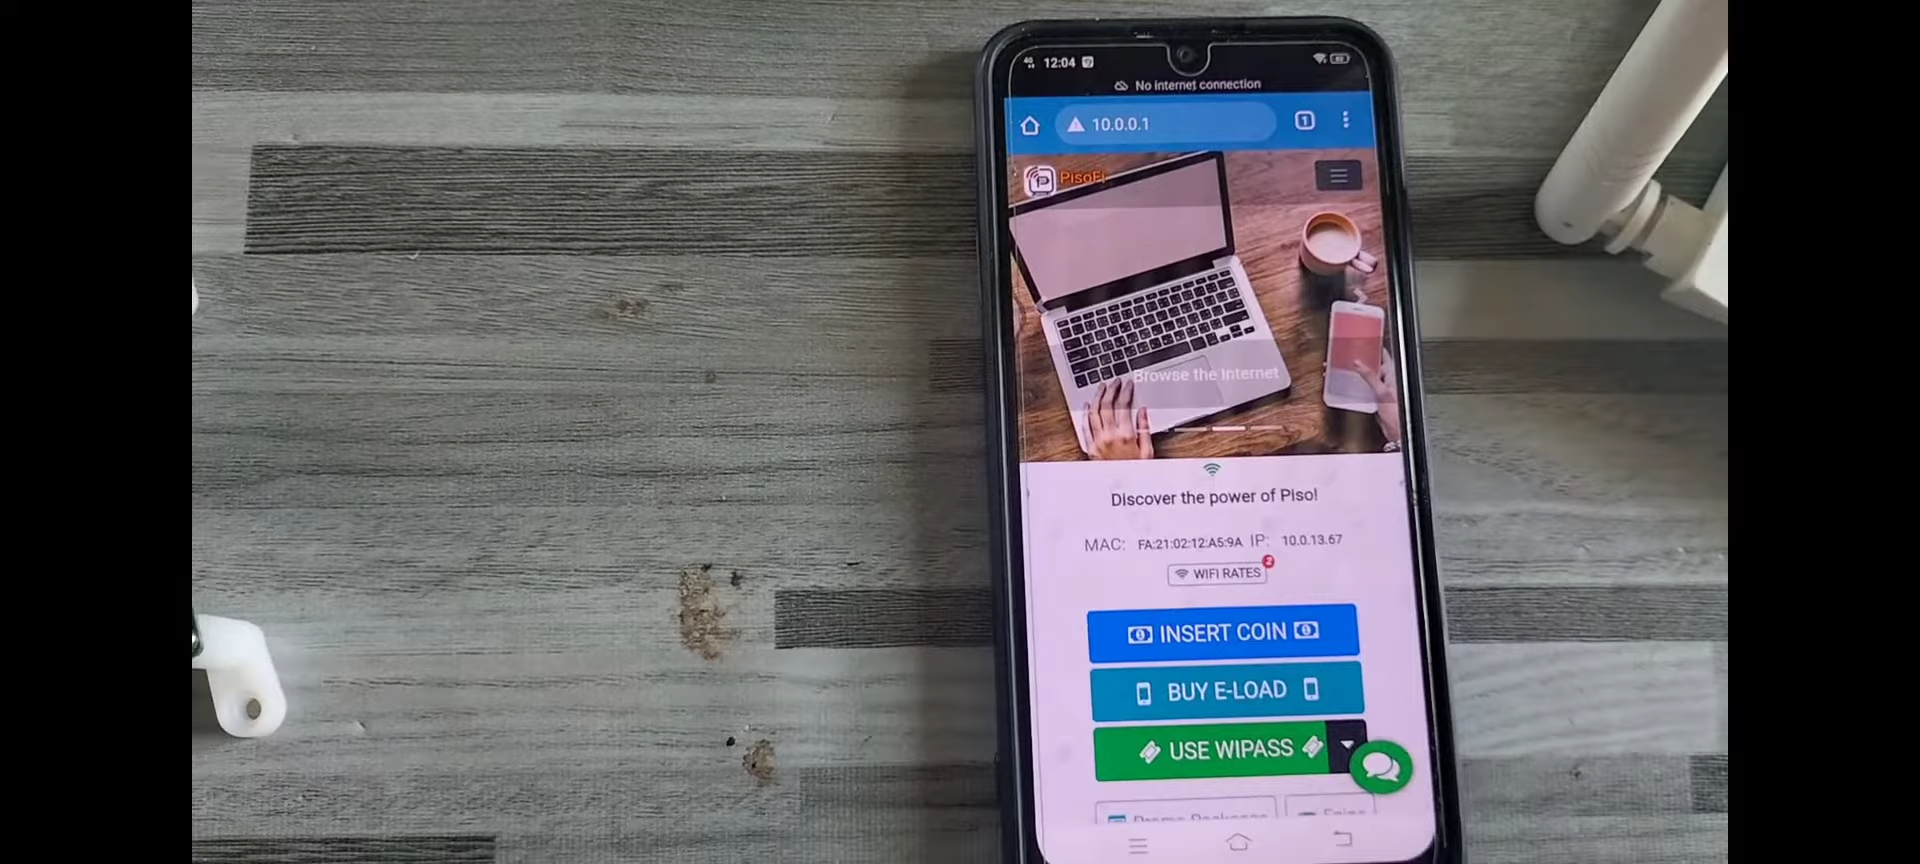 4G 12:04
No internet connection
10.0.0.1 1
PisoFi
Browse the Internet
Discover the power of Piso!
MAC: FA:21:02:12:A5:9A IP: 10.0.13.67
WIFI RATES 2
INSERT COIN
BUY E-LOAD
USE WIPASS